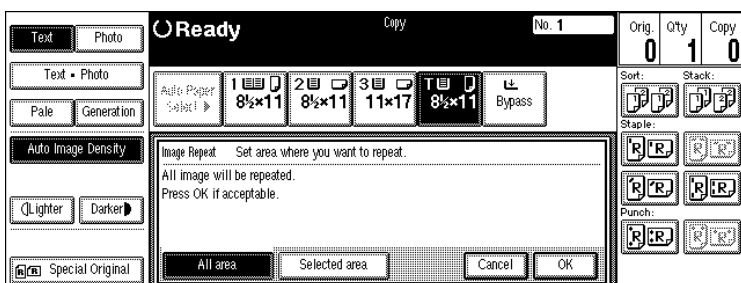 Text Photo
Text • Photo
Pale Generation
Auto Image Density
Lighter Darker
Special Original
Ready Copy No. 1
Auto Paper Select
1 8½×11
2 8½×11
3 11×17
T 8½×11
Bypass
Image Repeat Set area where you want to repeat.
All image will be repeated.
Press OK if acceptable.
All area Selected area Cancel OK
Orig. Q'ty Copy
0 1 0
Sort: Stack:
Staple:
Punch: